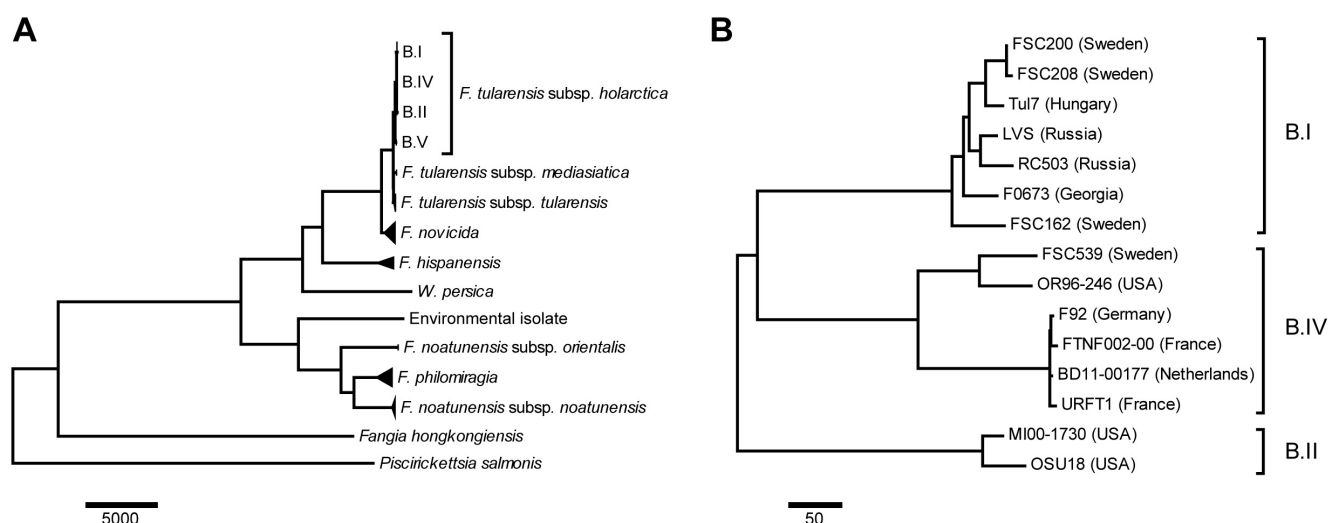 A
B.I
B.IV
B.II
B.V
F. tularensis subsp. holarctica
F. tularensis subsp. mediasiatica
F. tularensis subsp. tularensis
F. novicida
F. hispanensis
W. persica
Environmental isolate
F. noatunensis subsp. orientalis
F. philomiragia
F. noatunensis subsp. noatunensis
Fangia hongkongiensis
Piscirickettsia salmonis
5000
B
FSC200 (Sweden)
FSC208 (Sweden)
Tul7 (Hungary)
LVS (Russia)
RC503 (Russia)
F0673 (Georgia)
FSC162 (Sweden)
B.I
FSC539 (Sweden)
OR96-246 (USA)
F92 (Germany)
FTNF002-00 (France)
BD11-00177 (Netherlands)
URFT1 (France)
B.IV
MI00-1730 (USA)
OSU18 (USA)
B.II
50